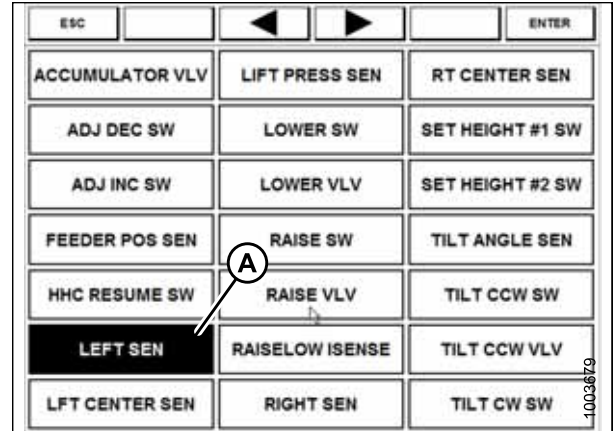 ESC ENTER
ACCUMULATOR VLV LIFT PRESS SEN RT CENTER SEN
ADJ DEC SW LOWER SW SET HEIGHT #1 SW
ADJ INC SW LOWER VLV SET HEIGHT #2 SW
FEEDER POS SEN RAISE SW TILT ANGLE SEN
A
HHC RESUME SW RAISE VLV TILT CCW SW
LEFT SEN RAISELOW ISENSE TILT CCW VLV
LFT CENTER SEN RIGHT SEN TILT CW SW
1003679